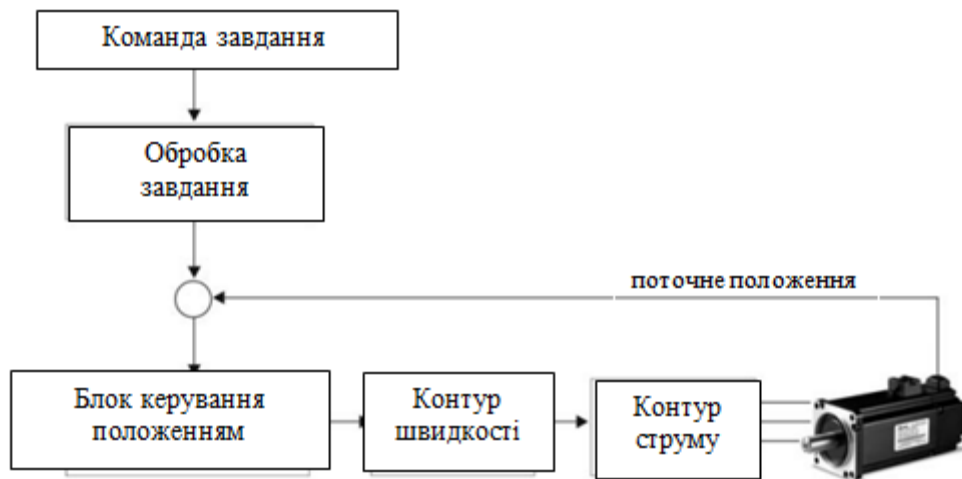 Команда завдання
Обробка
завдання
поточне положення
Блок керування
положенням
Контур
швидкості
Контур
струму